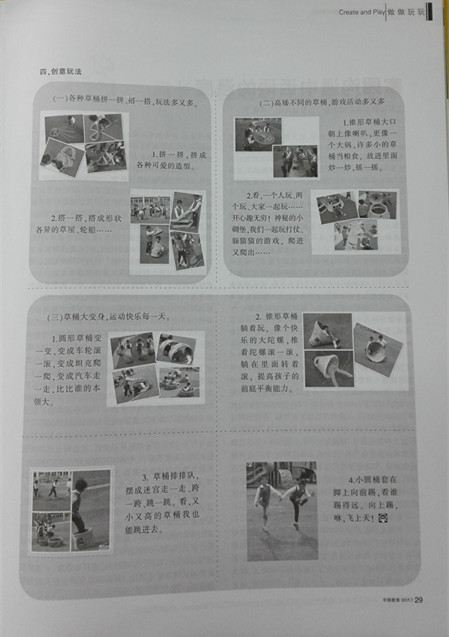 Create and Play 做做玩玩
四、创意玩法
(一)各种草桶拼一拼,搭一搭,玩法多又多。
1.拼一拼,拼成
各种可爱的造型。
2.搭一搭,搭成形状
各异的草屋、轮船……
(二)高矮不同的草桶,游戏活动多又多
1.锥形草桶大口
朝上像喇叭,更像一
个大锅,许多小的草
桶当粮食,放进里面
炒一炒,摇一摇。
2.看,一个人玩,两
个玩、大家一起玩……
开心趣无穷!神秘的小
碉堡,我们一起玩打仗、
躲猫猫的游戏,爬进
又爬出……
(三)草桶大变身,运动快乐每一天。
1.圆形草桶变
一变,变成车轮滚
一滚,变成坦克爬
一爬,变成汽车走
一走,比比谁的本
领大。
2. 锥形草桶
躺着玩,像个快
乐的大陀螺,推
着陀螺滚一滚,
躺在里面转着
滚,提高孩子的
前庭平衡能力。
3. 草桶排排队,
摆成迷宫走一走、跨
一跨、跳一跳。看,又
小又高的草桶我也
能跳进去。
4.小圆桶套在
脚上向前踢,看谁
踢得远。向上踢,
咻,飞上天!
29